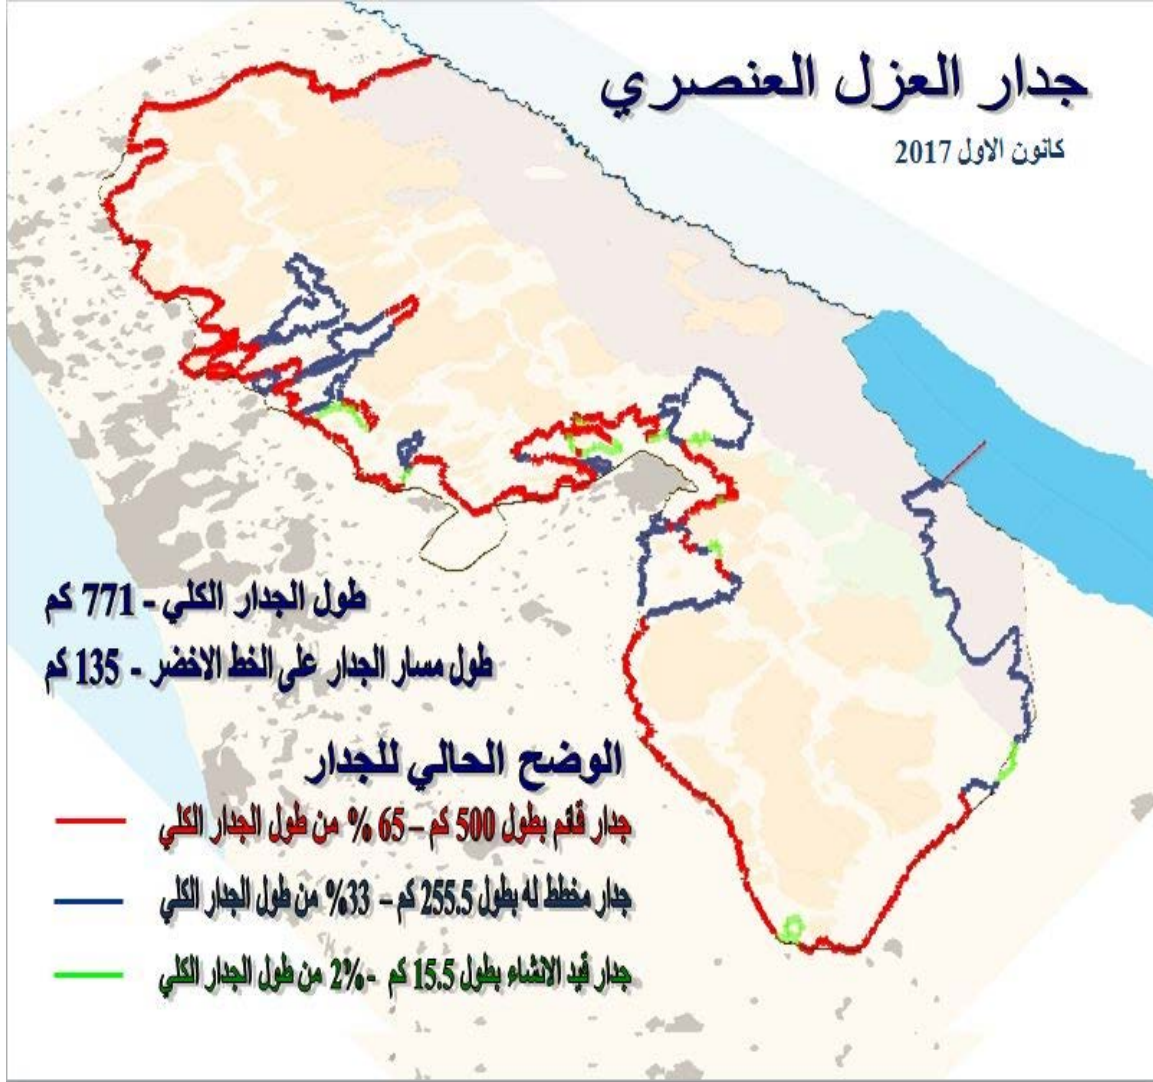 جدار العزل العنصري
كانون الاول 2017
طول الجدار الكلي - 771 كم
طول مسار الجدار على الخط الاخضر - 135 كم
الوضح الحالي للجدار
جدار قائم بطول 500 كم – 65 % من طول الجدار الكلي
جدار مخطط له بطول 255.5 كم – 33% من طول الجدار الكلي
جدار قيد الانشاء بطول 15.5 كم - 2% من طول الجدار الكلي